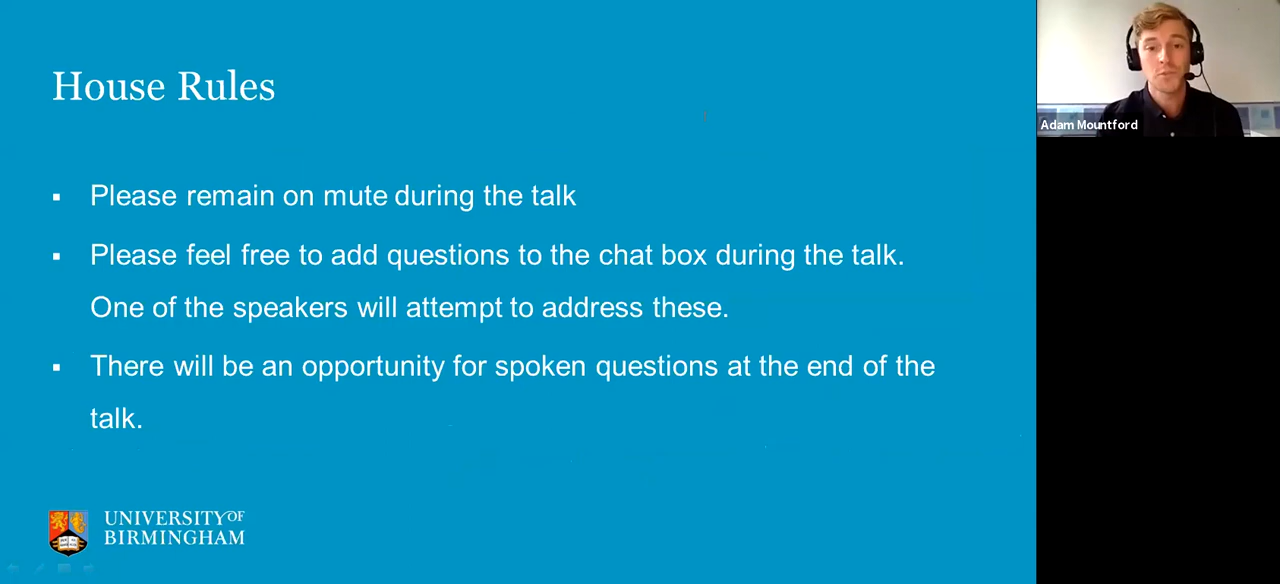 House Rules
Adam Mountford
▪ Please remain on mute during the talk
▪ Please feel free to add questions to the chat box during the talk.
One of the speakers will attempt to address these.
▪ There will be an opportunity for spoken questions at the end of the
talk.
UNIVERSITY OF
BIRMINGHAM